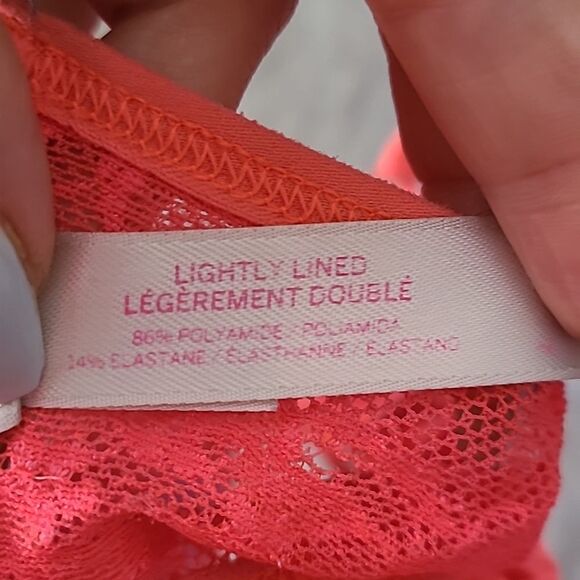 LIGHTLY LINED
LÉGÈREMENT DOUBLÉ
86% POLYAMIDE / POLIAMIDA
14% ELASTANE / ÉLASTHANNE / ELASTANO